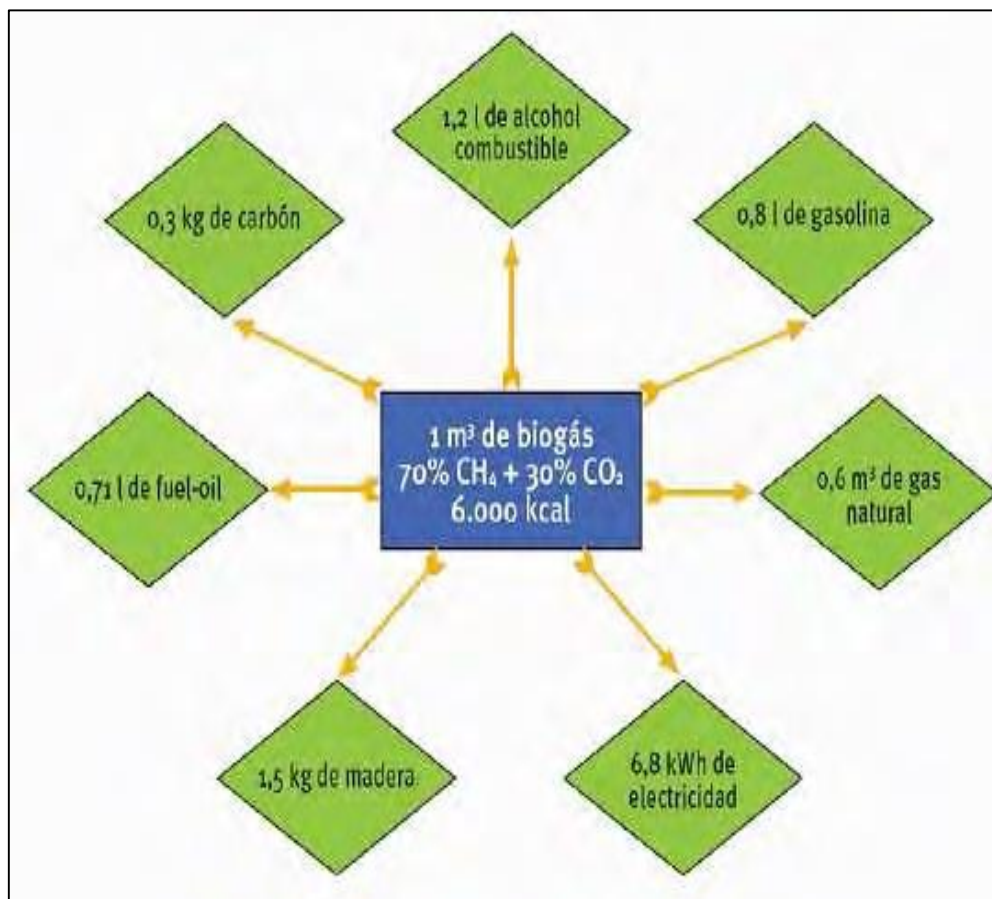 1,2 l de alcohol
combustible
0,3 kg de carbón
0,8 l de gasolina
1 m³ de biogás
70% CH₄ + 30% CO₂
6.000 kcal
0,71 l de fuel-oil
0,6 m³ de gas
natural
1,5 kg de madera
6,8 kWh de
electricidad